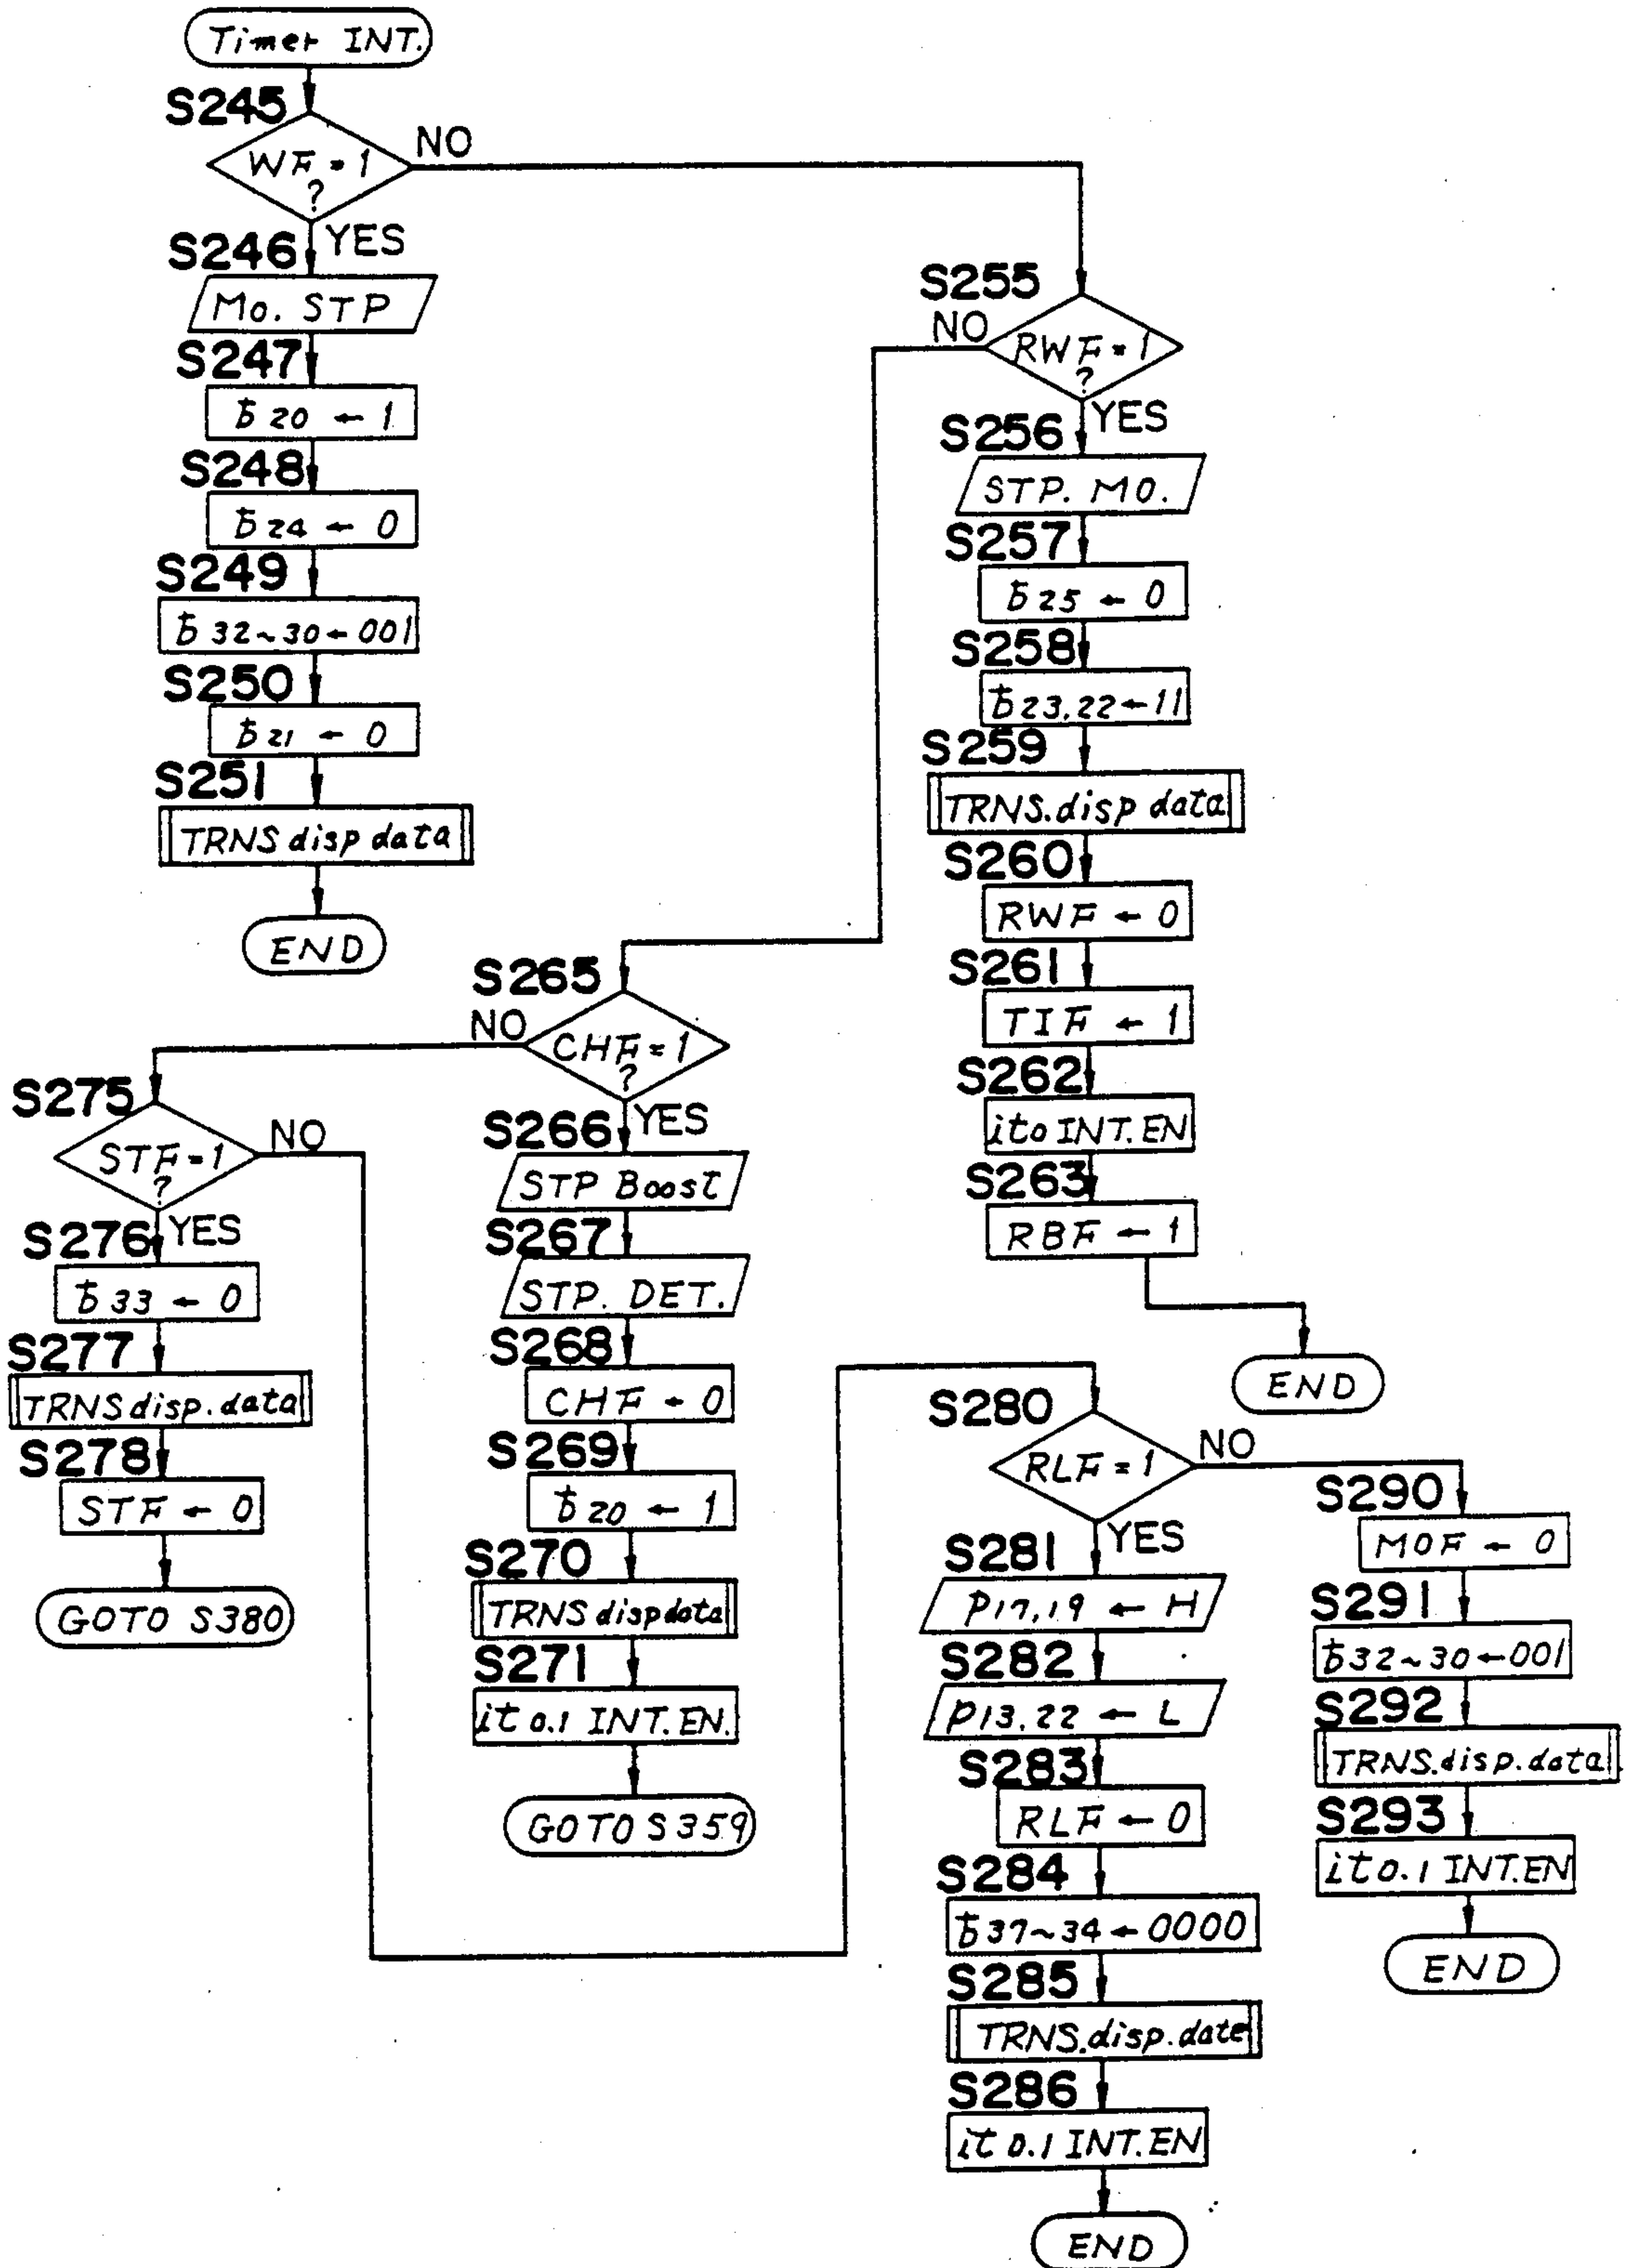 Timer INT.
S245
WF=1
?
NO
YES
S246
Mo. STP
S247
b20 ← 1
S248
b24 ← 0
S249
b32~30←001
S250
b21 ← 0
S251
TRNS disp data
END
S255
NO
RWF=1
?
YES
S256
STP. MO.
S257
b25 ← 0
S258
b23,22←11
S259
TRNS.disp data
S260
RWF ← 0
S261
TIF ← 1
S262
ito INT.EN
S263
RBF ← 1
END
S265
NO
CHF=1
?
YES
S266
STP Boost
S267
STP. DET.
S268
CHF ← 0
S269
b20 ← 1
S270
TRNS dispdata
S271
it 0.1 INT.EN.
GOTO S359
S275
STF=1
?
NO
YES
S276
b33 ← 0
S277
TRNS disp.data
S278
STF ← 0
GOTO S380
S280
RLF=1
NO
YES
S281
P17,19 ← H
S282
P13,22 ← L
S283
RLF ← 0
S284
b37~34←0000
S285
TRNS.disp.date
S286
it 0.1 INT.EN
END
S290
MOF ← 0
S291
b32~30←001
S292
TRNS.disp.data
S293
it0.1 INT.EN
END